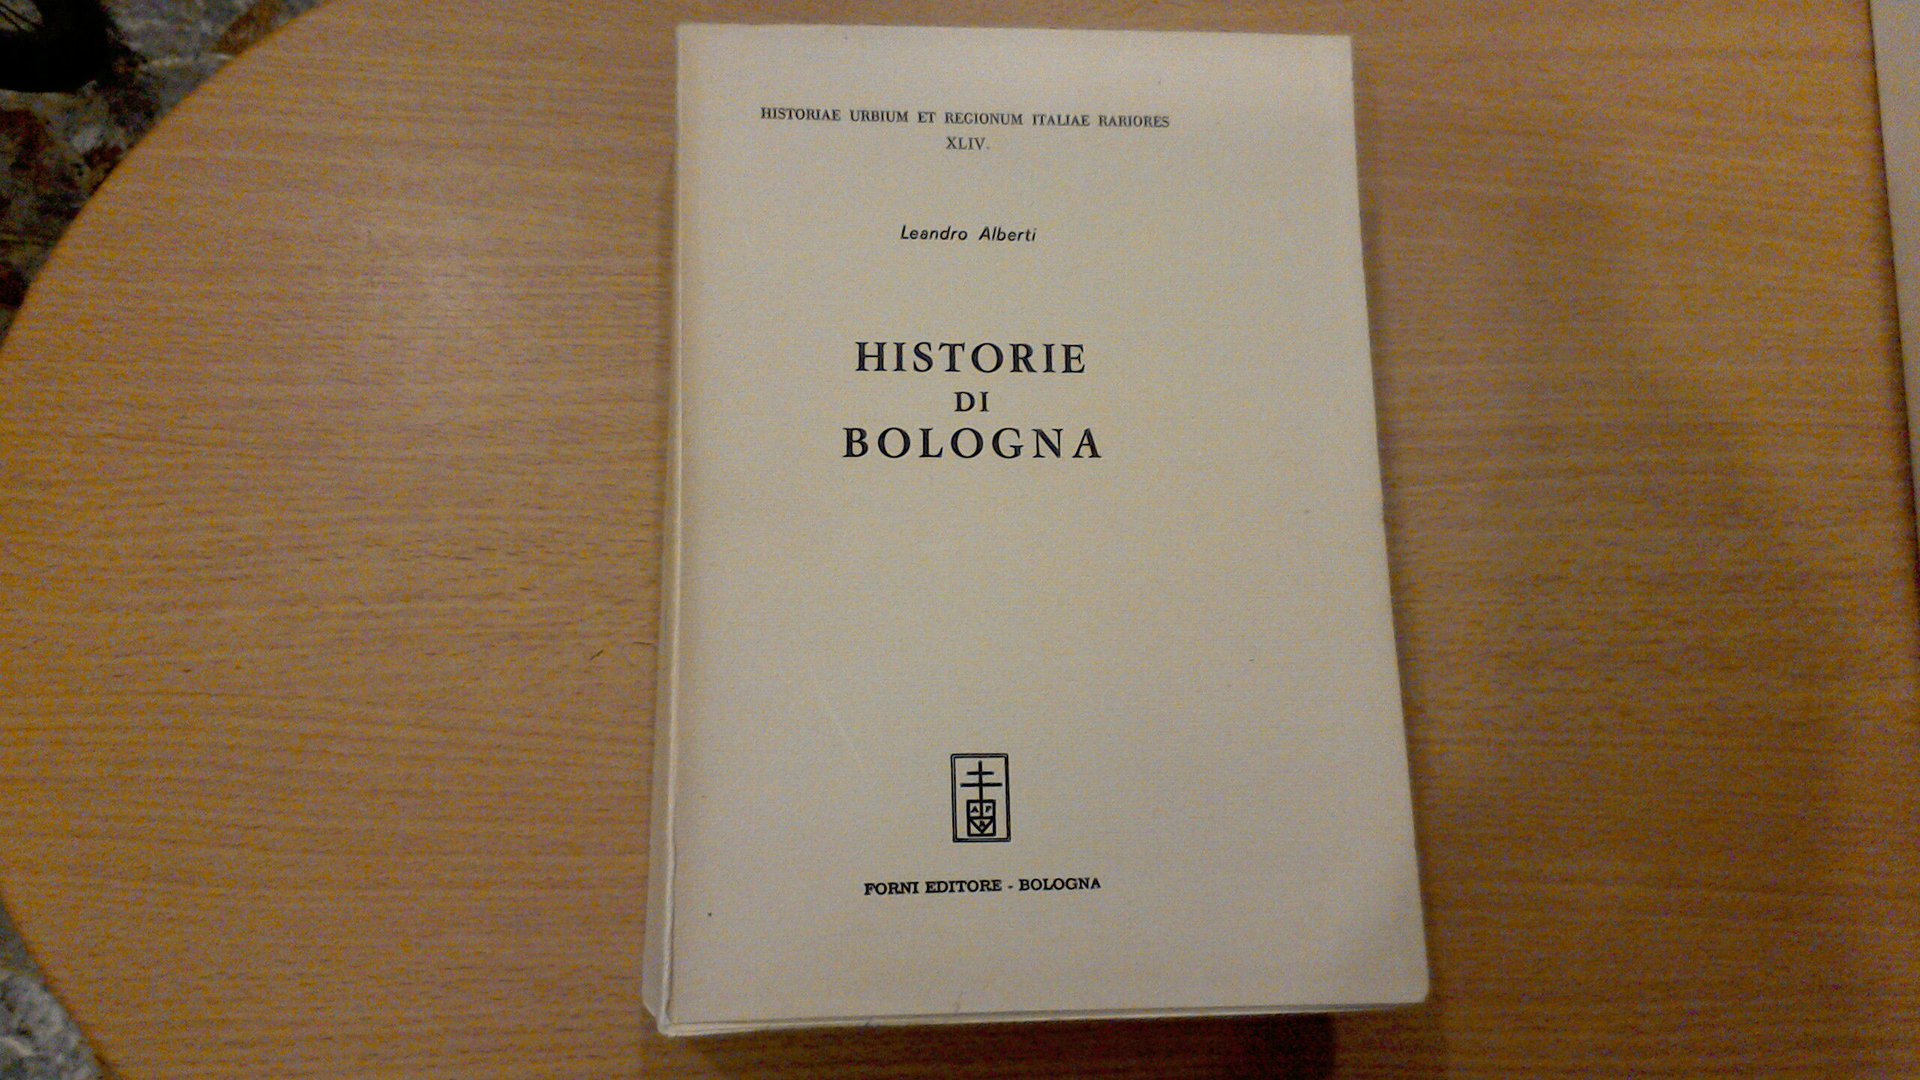 HISTORIAE URBIUM ET REGIONUM ITALIAE RARIORES
XLIV.
Leandro Alberti
HISTORIE
DI
BOLOGNA
A F
FORNI EDITORE - BOLOGNA